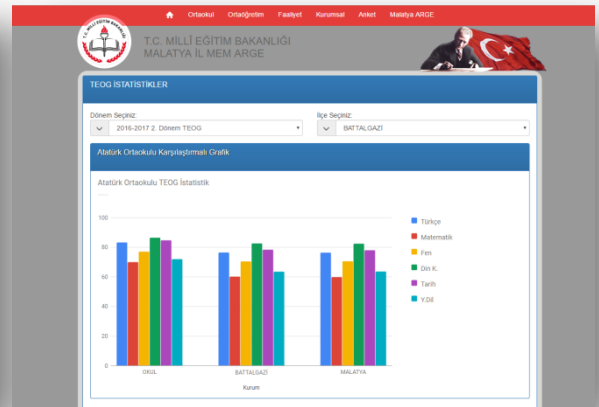 Ortaokul Ortaöğretim Faaliyet Kurumsal Anket Malatya ARGE
T.C. MİLLÎ EĞİTİM BAKANLIĞI
MALATYA İL MEM ARGE
TEOG İSTATİSTİKLER
Dönem Seçiniz: İlçe Seçiniz:
2016-2017 2. Dönem TEOG BATTALGAZİ
Atatürk Ortaokulu Karşılaştırmalı Grafik
Atatürk Ortaokulu TEOG İstatistik
100
80
60
40
20
0
Türkçe
Matematik
Fen
Din K.
Tarih
Y.Dil
OKUL BATTALGAZİ MALATYA
Kurum